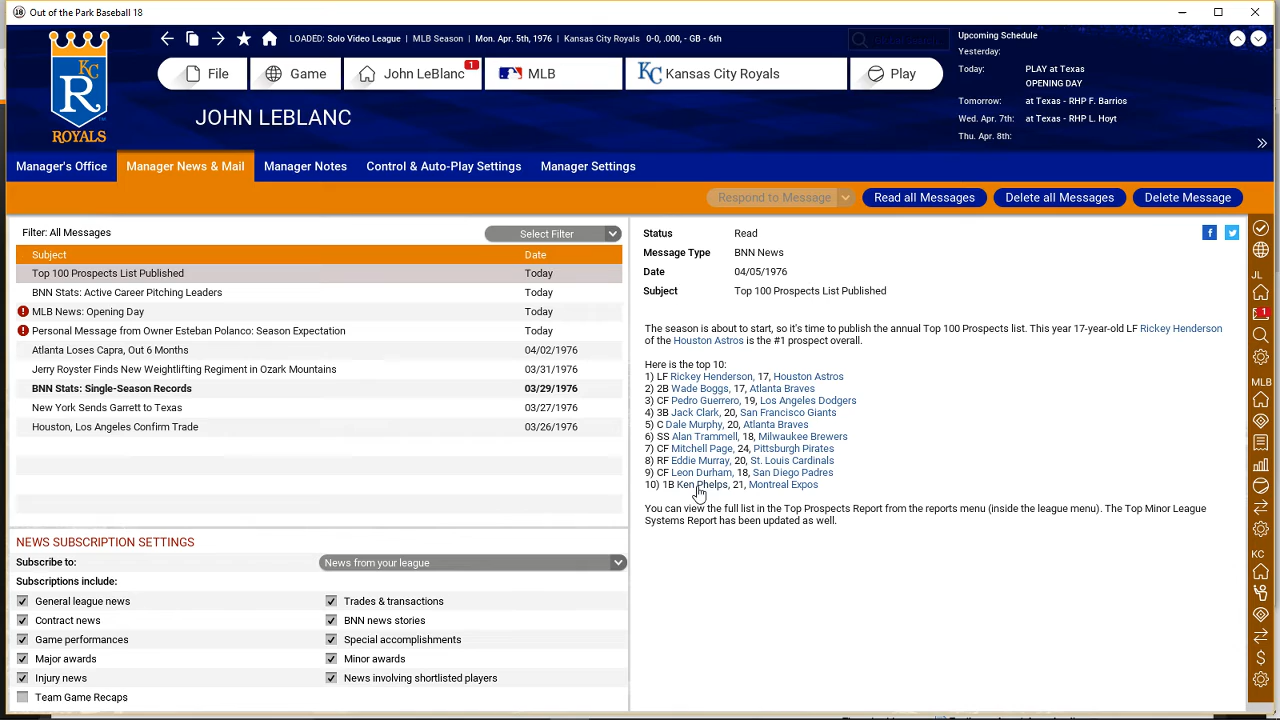 Out of the Park Baseball 18
LOADED: Solo Video League | MLB Season | Mon. Apr. 5th, 1976 | Kansas City Royals 0-0, .000, - GB - 6th
File
Game
John LeBlanc
1
MLB
Kansas City Royals
Play
Upcoming Schedule
Yesterday:
Today: PLAY at Texas
OPENING DAY
Tomorrow: at Texas - RHP F. Barrios
Wed. Apr. 7th: at Texas - RHP L. Hoyt
Thu. Apr. 8th:
KC
R
ROYALS
JOHN LEBLANC
Manager's Office
Manager News & Mail
Manager Notes
Control & Auto-Play Settings
Manager Settings
Respond to Message
Read all Messages
Delete all Messages
Delete Message
Filter: All Messages
Select Filter
Subject Date
Top 100 Prospects List Published Today
BNN Stats: Active Career Pitching Leaders Today
MLB News: Opening Day Today
Personal Message from Owner Esteban Polanco: Season Expectation Today
Atlanta Loses Capra, Out 6 Months 04/02/1976
Jerry Royster Finds New Weightlifting Regiment in Ozark Mountains 03/31/1976
BNN Stats: Single-Season Records 03/29/1976
New York Sends Garrett to Texas 03/27/1976
Houston, Los Angeles Confirm Trade 03/26/1976
NEWS SUBSCRIPTION SETTINGS
Subscribe to: News from your league
Subscriptions include:
General league news Trades & transactions
Contract news BNN news stories
Game performances Special accomplishments
Major awards Minor awards
Injury news News involving shortlisted players
Team Game Recaps
Status Read
Message Type BNN News
Date 04/05/1976
Subject Top 100 Prospects List Published
The season is about to start, so it's time to publish the annual Top 100 Prospects list. This year 17-year-old LF Rickey Henderson
of the Houston Astros is the #1 prospect overall.
Here is the top 10:
1) LF Rickey Henderson, 17, Houston Astros
2) 2B Wade Boggs, 17, Atlanta Braves
3) CF Pedro Guerrero, 19, Los Angeles Dodgers
4) 3B Jack Clark, 20, San Francisco Giants
5) C Dale Murphy, 20, Atlanta Braves
6) SS Alan Trammell, 18, Milwaukee Brewers
7) CF Mitchell Page, 24, Pittsburgh Pirates
8) RF Eddie Murray, 20, St. Louis Cardinals
9) CF Leon Durham, 18, San Diego Padres
10) 1B Ken Phelps, 21, Montreal Expos
You can view the full list in the Top Prospects Report from the reports menu (inside the league menu). The Top Minor League
Systems Report has been updated as well.
JL
1
MLB
KC